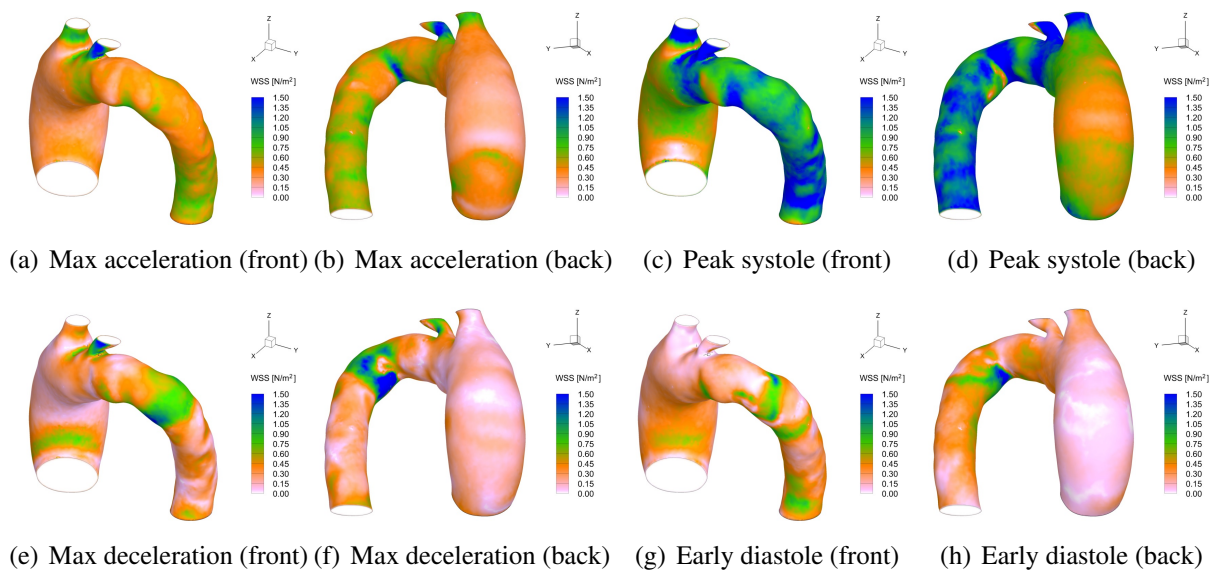 Z
Y
X
WSS [N/m²]
1.50
1.35
1.20
1.05
0.90
0.75
0.60
0.45
0.30
0.15
0.00
Z
Y
X
WSS [N/m²]
1.50
1.35
1.20
1.05
0.90
0.75
0.60
0.45
0.30
0.15
0.00
Z
Y
X
WSS [N/m²]
1.50
1.35
1.20
1.05
0.90
0.75
0.60
0.45
0.30
0.15
0.00
Z
Y
X
WSS [N/m²]
1.50
1.35
1.20
1.05
0.90
0.75
0.60
0.45
0.30
0.15
0.00
(a) Max acceleration (front) (b) Max acceleration (back) (c) Peak systole (front) (d) Peak systole (back)
Z
X
Y
WSS [N/m²]
1.50
1.35
1.20
1.05
0.90
0.75
0.60
0.45
0.30
0.15
0.00
Z
Y
X
WSS [N/m²]
1.50
1.35
1.20
1.05
0.90
0.75
0.60
0.45
0.30
0.15
0.00
Z
X
Y
WSS [N/m²]
1.50
1.35
1.20
1.05
0.90
0.75
0.60
0.45
0.30
0.15
0.00
Z
Y
X
WSS [N/m²]
1.50
1.35
1.20
1.05
0.90
0.75
0.60
0.45
0.30
0.15
0.00
(e) Max deceleration (front) (f) Max deceleration (back) (g) Early diastole (front) (h) Early diastole (back)